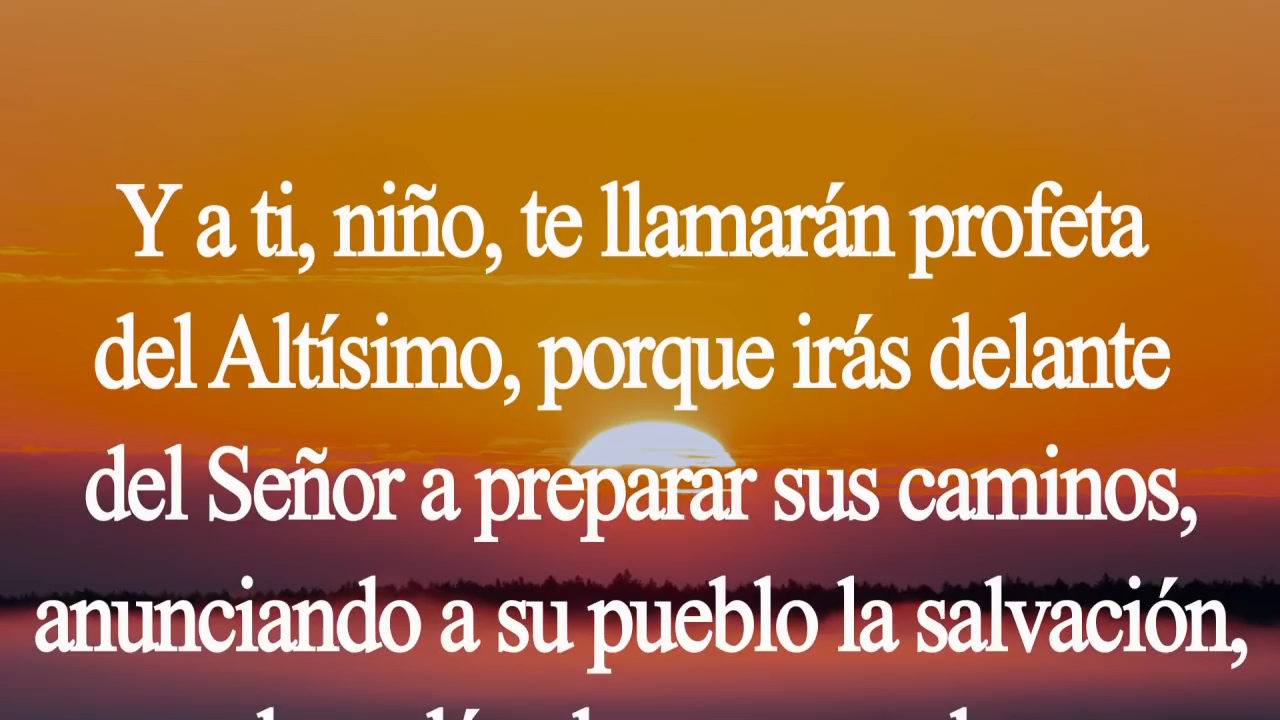 Y a ti, niño, te llamarán profeta
del Altísimo, porque irás delante
del Señor a preparar sus caminos,
anunciando a su pueblo la salvación,